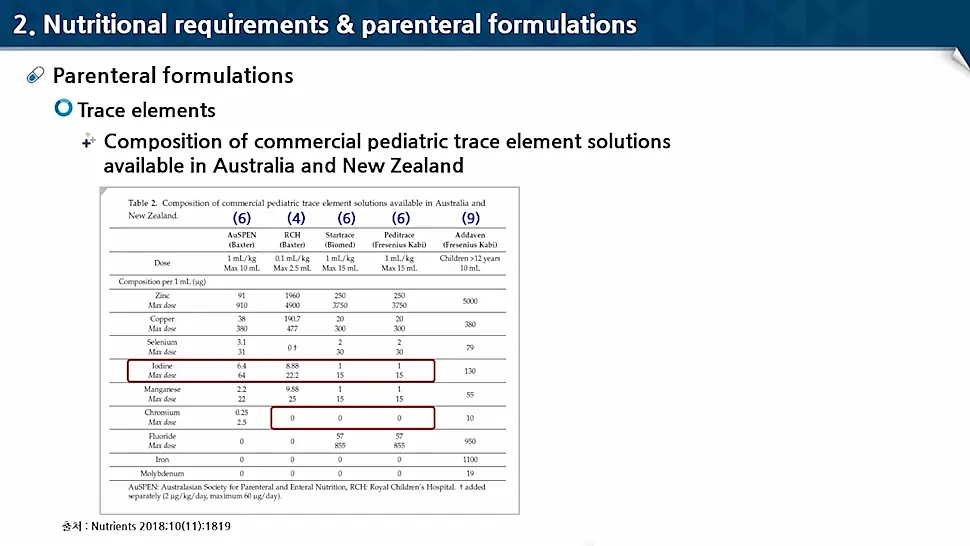 2. Nutritional requirements & parenteral formulations
Parenteral formulations
Trace elements
Composition of commercial pediatric trace element solutions
available in Australia and New Zealand
Table 2. Composition of commercial pediatric trace element solutions available in Australia and
New Zealand. (6) (4) (6) (6) (9)
AuSPEN RCH Startrace Peditrace Addaven
(Baxter) (Baxter) (Biomed) (Fresenius Kabi) (Fresenius Kabi)
Dose 1 mL/kg 0.1 mL/kg 1 mL/kg 1 mL/kg Children >12 years
Max 10 mL Max 2.5 mL Max 15 mL Max 15 mL 10 mL
Composition per 1 mL (µg)
Zinc 91 1960 250 250 5000
Max dose 910 4900 3750 3750
Copper 38 190.7 20 20 380
Max dose 380 477 300 300
Selenium 3.1 0 † 2 2 79
Max dose 31 30 30
Iodine 6.4 8.88 1 1 130
Max dose 64 22.2 15 15
Manganese 2.2 9.88 1 1 55
Max dose 22 25 15 15
Chromium 0.25 0 0 0 10
Max dose 2.5
Fluoride 0 0 57 57 950
Max dose 855 855
Iron 0 0 0 0 1100
Molybdenum 0 0 0 0 19
AuSPEN: Australasian Society for Parenteral and Enteral Nutrition, RCH: Royal Children's Hospital. † added
separately (2 µg/kg/day, maximum 60 µg/day).
출처 : Nutrients 2018;10(11):1819